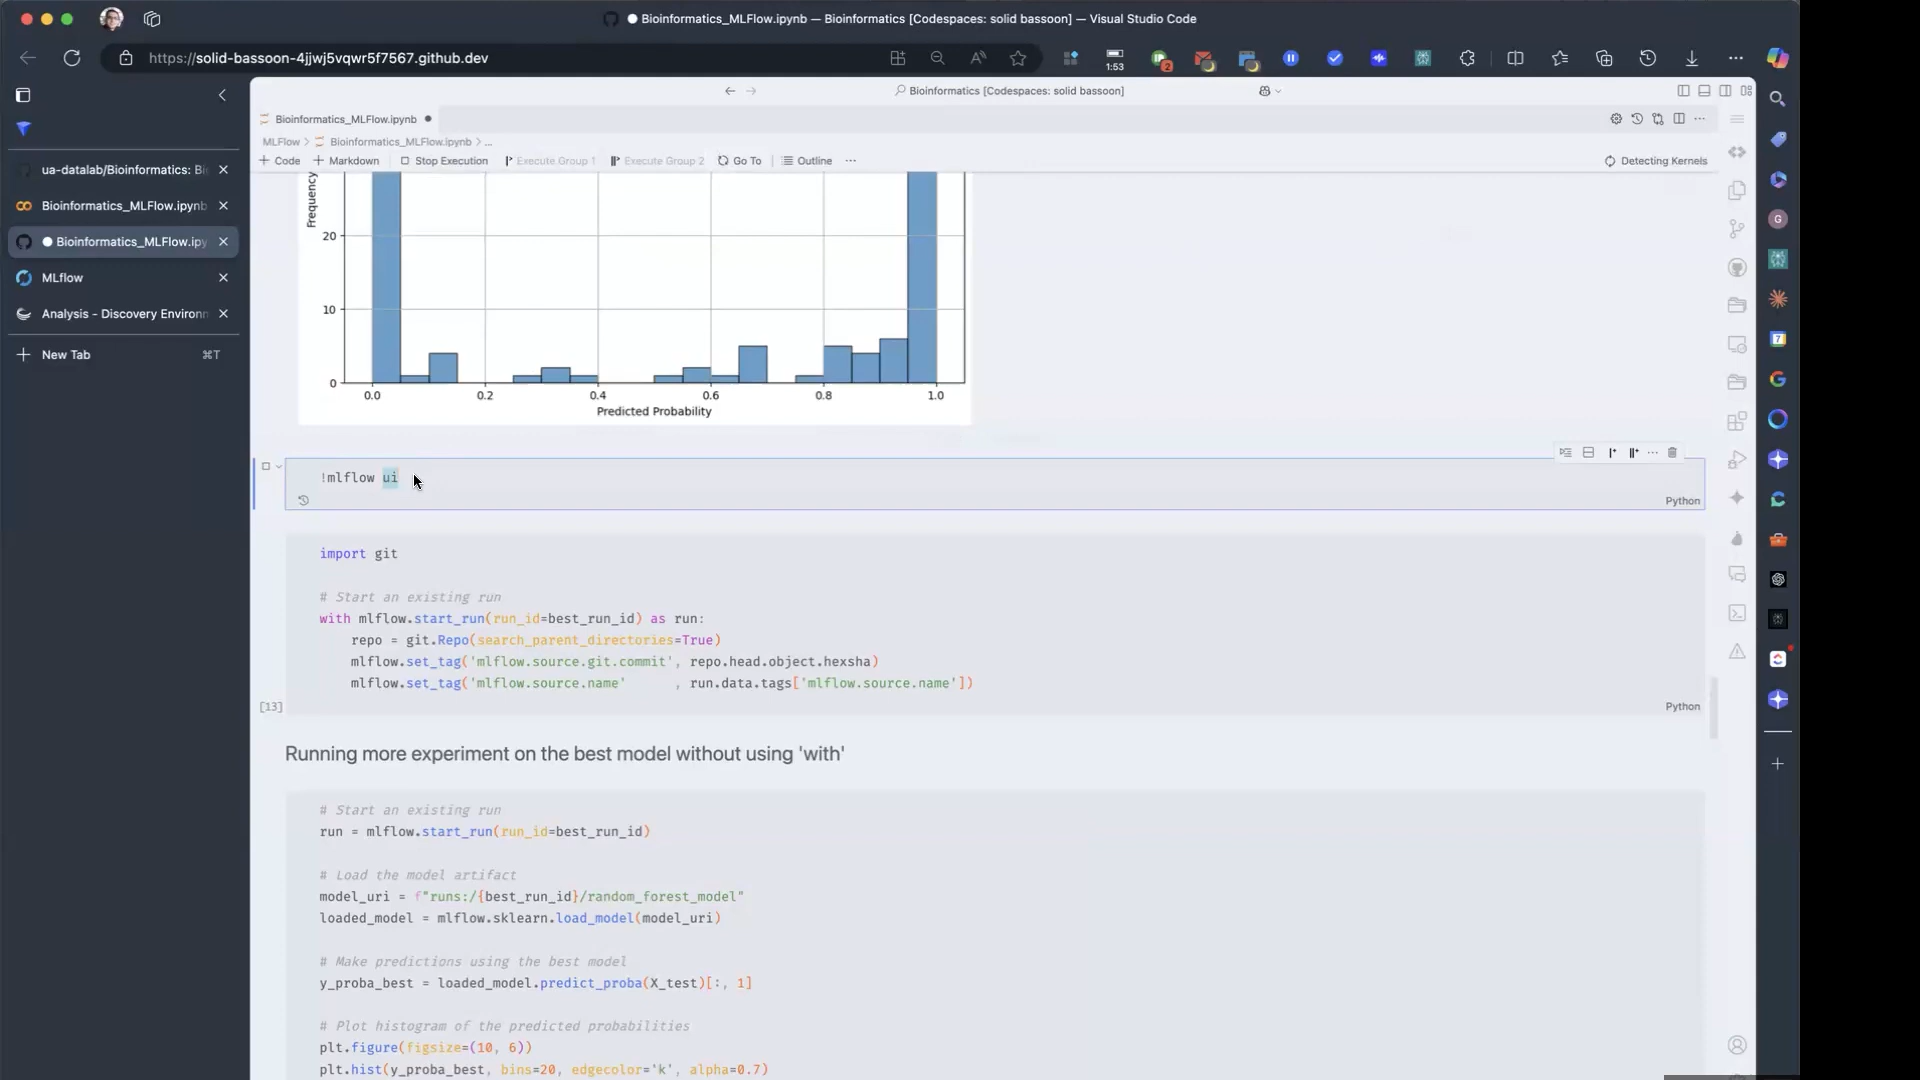 Bioinformatics_MLFlow.ipynb — Bioinformatics [Codespaces: solid bassoon] — Visual Studio Code
https://solid-bassoon-4jjwj5vqwr5f7567.github.dev
1:53
2
Bioinformatics [Codespaces: solid bassoon]
ua-datalab/Bioinformatics: Bi
Bioinformatics_MLFlow.ipynb
Bioinformatics_MLFlow.ipy
MLflow
Analysis - Discovery Environn
New Tab ⌘T
Bioinformatics_MLFlow.ipynb
MLFlow > Bioinformatics_MLFlow.ipynb > ...
+ Code + Markdown Stop Execution Execute Group 1 Execute Group 2 Go To Outline ... Detecting Kernels
Frequency
20
10
0
0.0 0.2 0.4 0.6 0.8 1.0
Predicted Probability
!mlflow ui
Python
import git
# Start an existing run
with mlflow.start_run(run_id=best_run_id) as run:
    repo = git.Repo(search_parent_directories=True)
    mlflow.set_tag('mlflow.source.git.commit', repo.head.object.hexsha)
    mlflow.set_tag('mlflow.source.name'      , run.data.tags['mlflow.source.name'])
[13] Python
Running more experiment on the best model without using 'with'
# Start an existing run
run = mlflow.start_run(run_id=best_run_id)
# Load the model artifact
model_uri = f"runs:/{best_run_id}/random_forest_model"
loaded_model = mlflow.sklearn.load_model(model_uri)
# Make predictions using the best model
y_proba_best = loaded_model.predict_proba(X_test)[:, 1]
# Plot histogram of the predicted probabilities
plt.figure(figsize=(10, 6))
plt.hist(y_proba_best, bins=20, edgecolor='k', alpha=0.7)